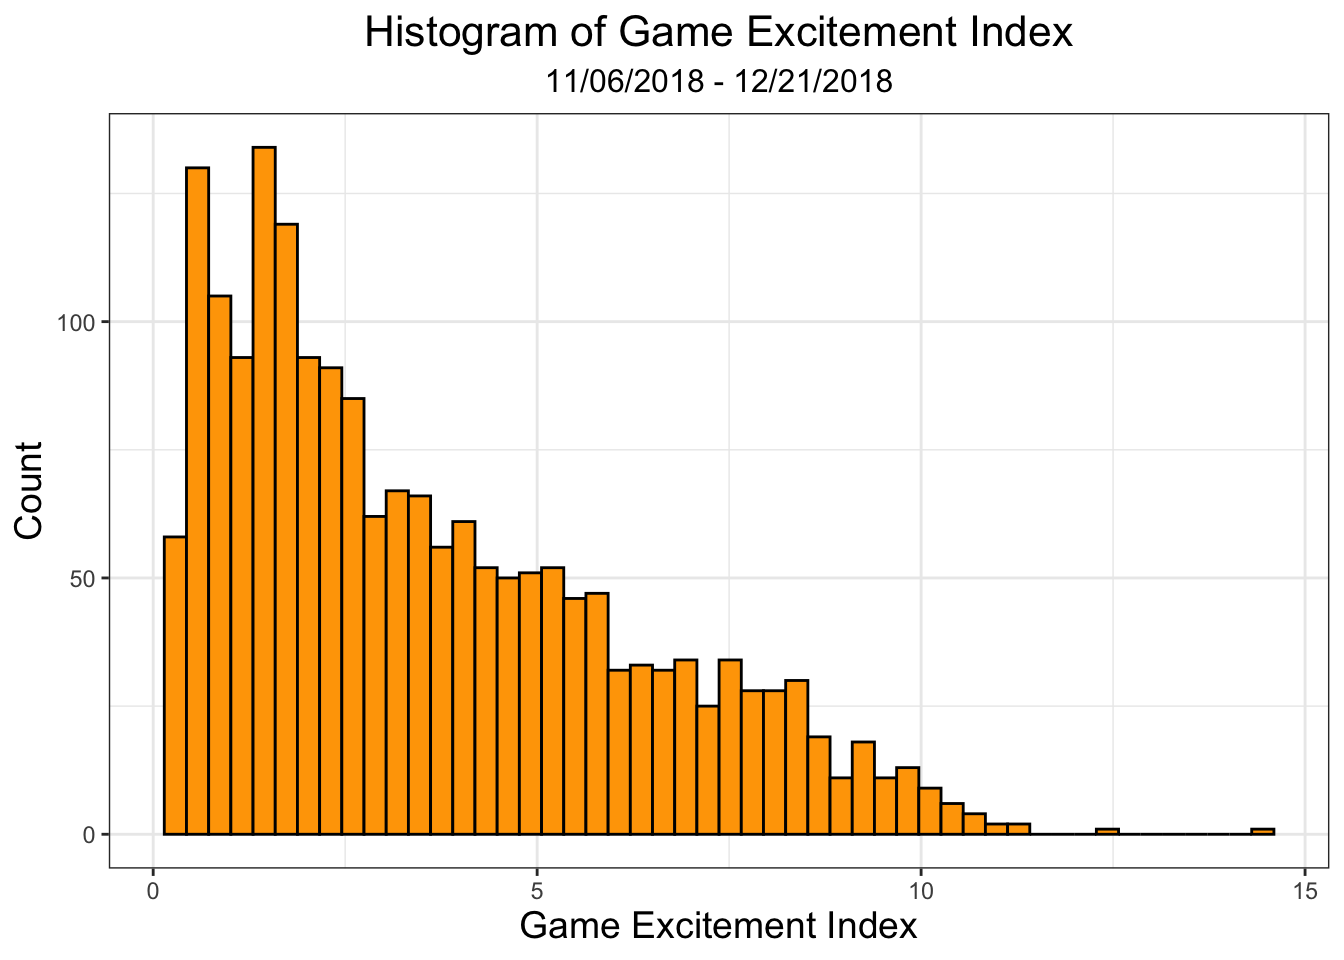 Histogram of Game Excitement Index
11/06/2018 - 12/21/2018
Count
100
50
0
0 5 10 15
Game Excitement Index